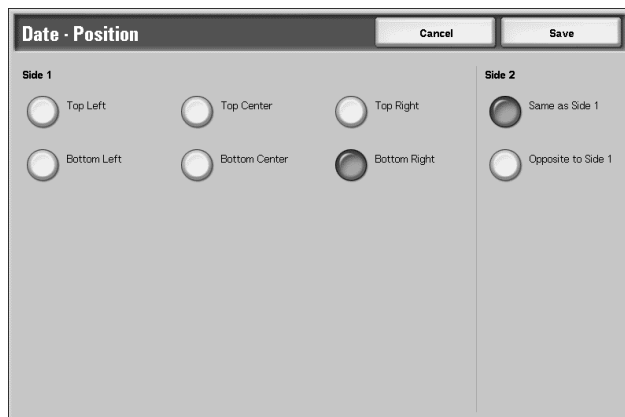 Date · Position Cancel Save
Side 1 Side 2
Top Left Top Center Top Right Same as Side 1
Bottom Left Bottom Center Bottom Right Opposite to Side 1